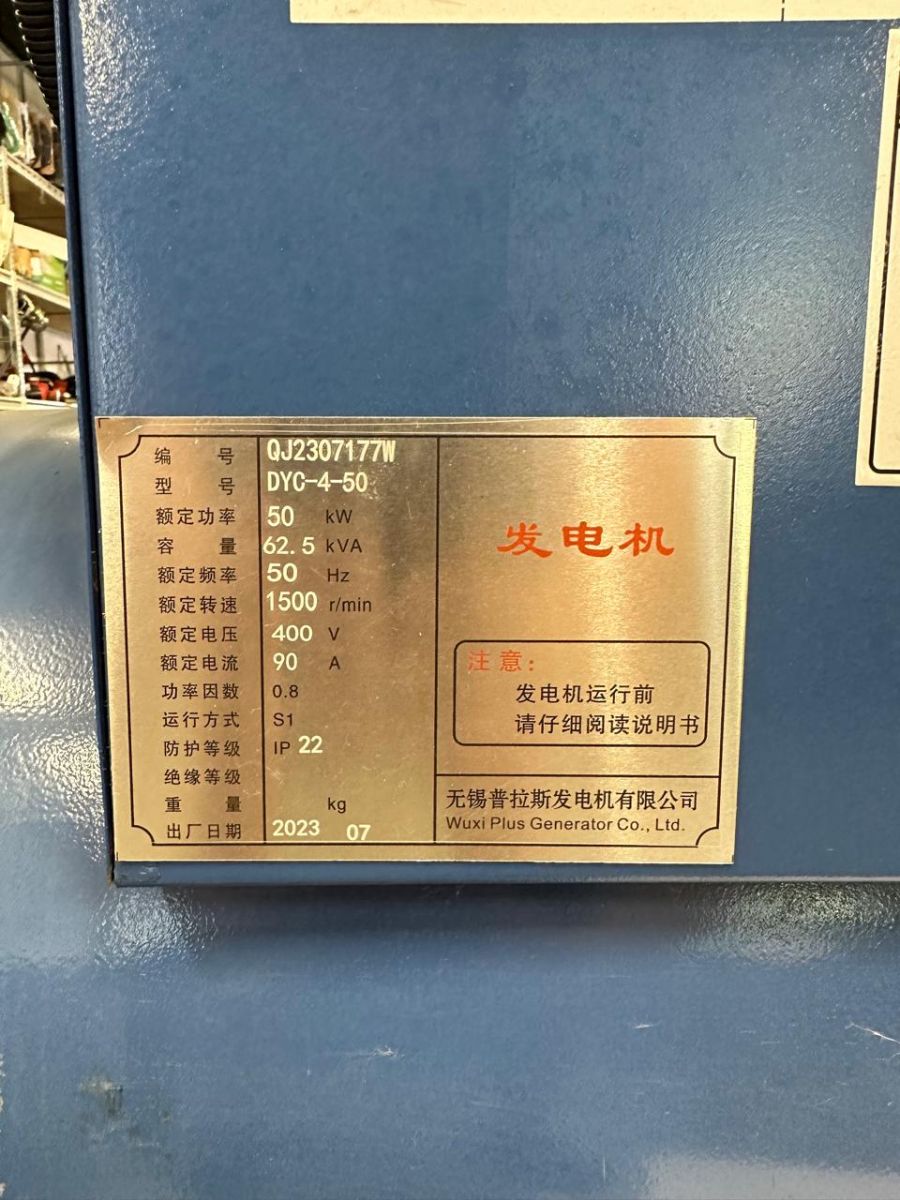 编号 QJ2307177W
型号 DYC-4-50
额定功率 50 kW
容量 62.5 kVA
额定频率 50 Hz
额定转速 1500 r/min
额定电压 400 V
额定电流 90 A
功率因数 0.8
运行方式 S1
防护等级 IP 22
绝缘等级
重量 kg
出厂日期 2023 07
发电机
注意:
发电机运行前
请仔细阅读说明书
无锡普拉斯发电机有限公司
Wuxi Plus Generator Co., Ltd.